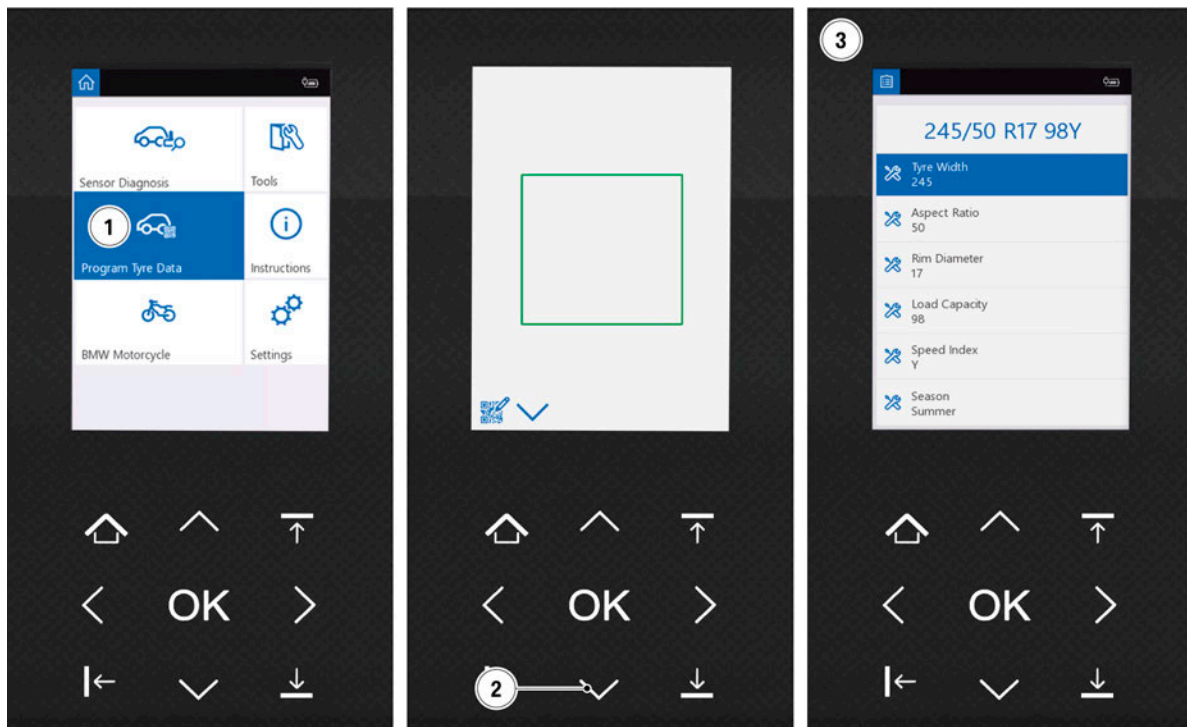 1
Sensor Diagnosis
Tools
Program Tyre Data
Instructions
BMW Motorcycle
Settings
OK
2
OK
3
245/50 R17 98Y
Tyre Width
245
Aspect Ratio
50
Rim Diameter
17
Load Capacity
98
Speed Index
Y
Season
Summer
OK